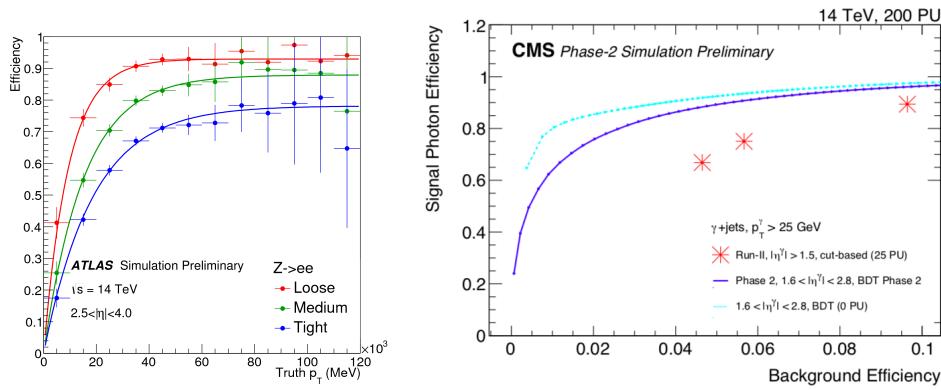 Efficiency
1
0.9
0.8
0.7
0.6
0.5
0.4
0.3
0.2
0.1
0
0 20 40 60 80 100 120
×10³
Truth p_T (MeV)
ATLAS Simulation Preliminary
√s = 14 TeV
2.5<|η|<4.0
Z->ee
Loose
Medium
Tight
14 TeV, 200 PU
Signal Photon Efficiency
1.2
1
0.8
0.6
0.4
0.2
0
0 0.02 0.04 0.06 0.08 0.1
Background Efficiency
CMS Phase-2 Simulation Preliminary
γ+jets, p_T^γ > 25 GeV
Run-II, |η^γ| > 1.5, cut-based (25 PU)
Phase 2, 1.6 < |η^γ| < 2.8, BDT Phase 2
1.6 < |η^γ| < 2.8, BDT (0 PU)